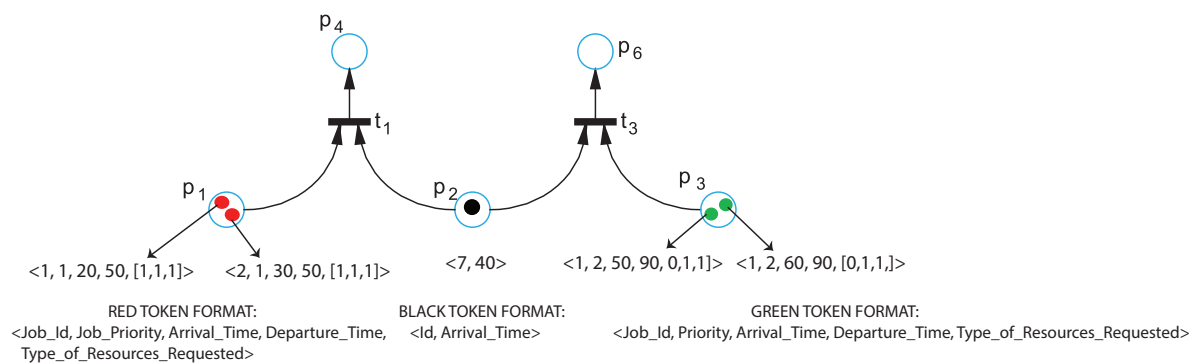 p4
p6
t1
t3
p1
p2
p3
<1, 1, 20, 50, [1,1,1]>
<2, 1, 30, 50, [1,1,1]>
<7, 40>
<1, 2, 50, 90, 0,1,1]>
<1, 2, 60, 90, [0,1,1,]>
RED TOKEN FORMAT:
<Job_Id, Job_Priority, Arrival_Time, Departure_Time,
Type_of_Resources_Requested>
BLACK TOKEN FORMAT:
<Id, Arrival_Time>
GREEN TOKEN FORMAT:
<Job_Id, Priority, Arrival_Time, Departure_Time, Type_of_Resources_Requested>